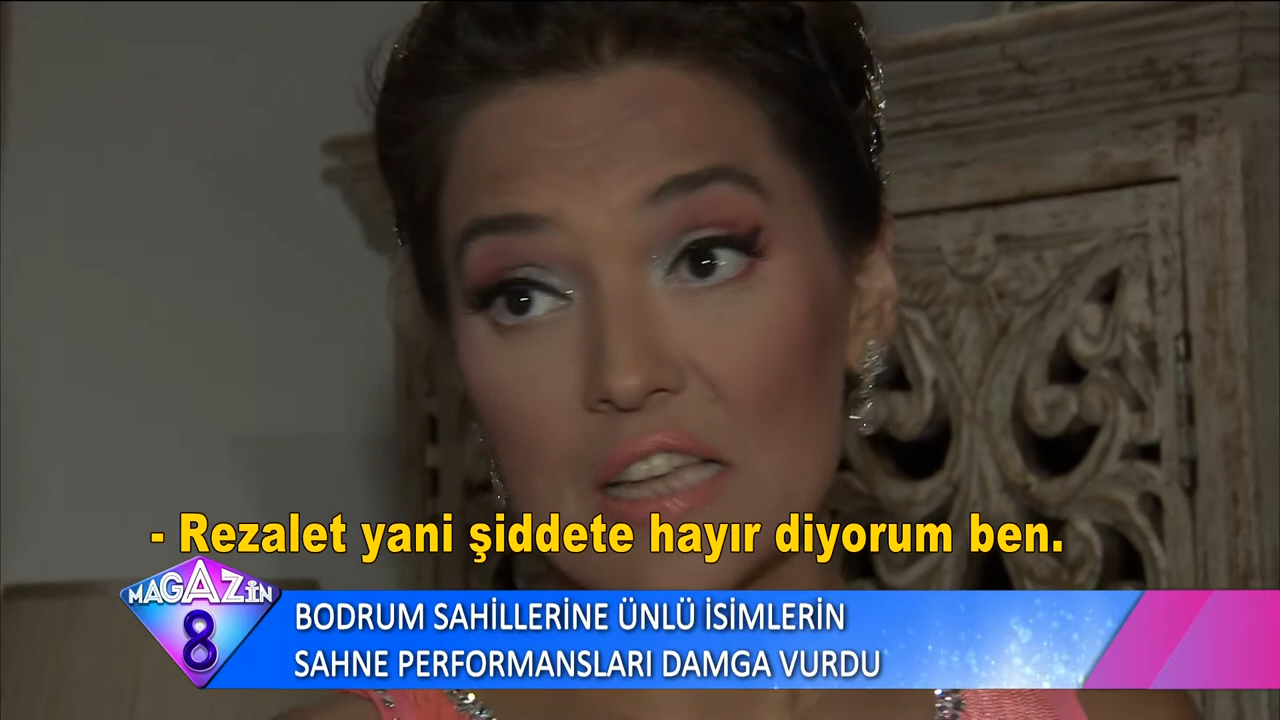 - Rezalet yani şiddete hayır diyorum ben.
MAGAZİN
8
BODRUM SAHİLLERİNE ÜNLÜ İSİMLERİN
SAHNE PERFORMANSLARI DAMGA VURDU